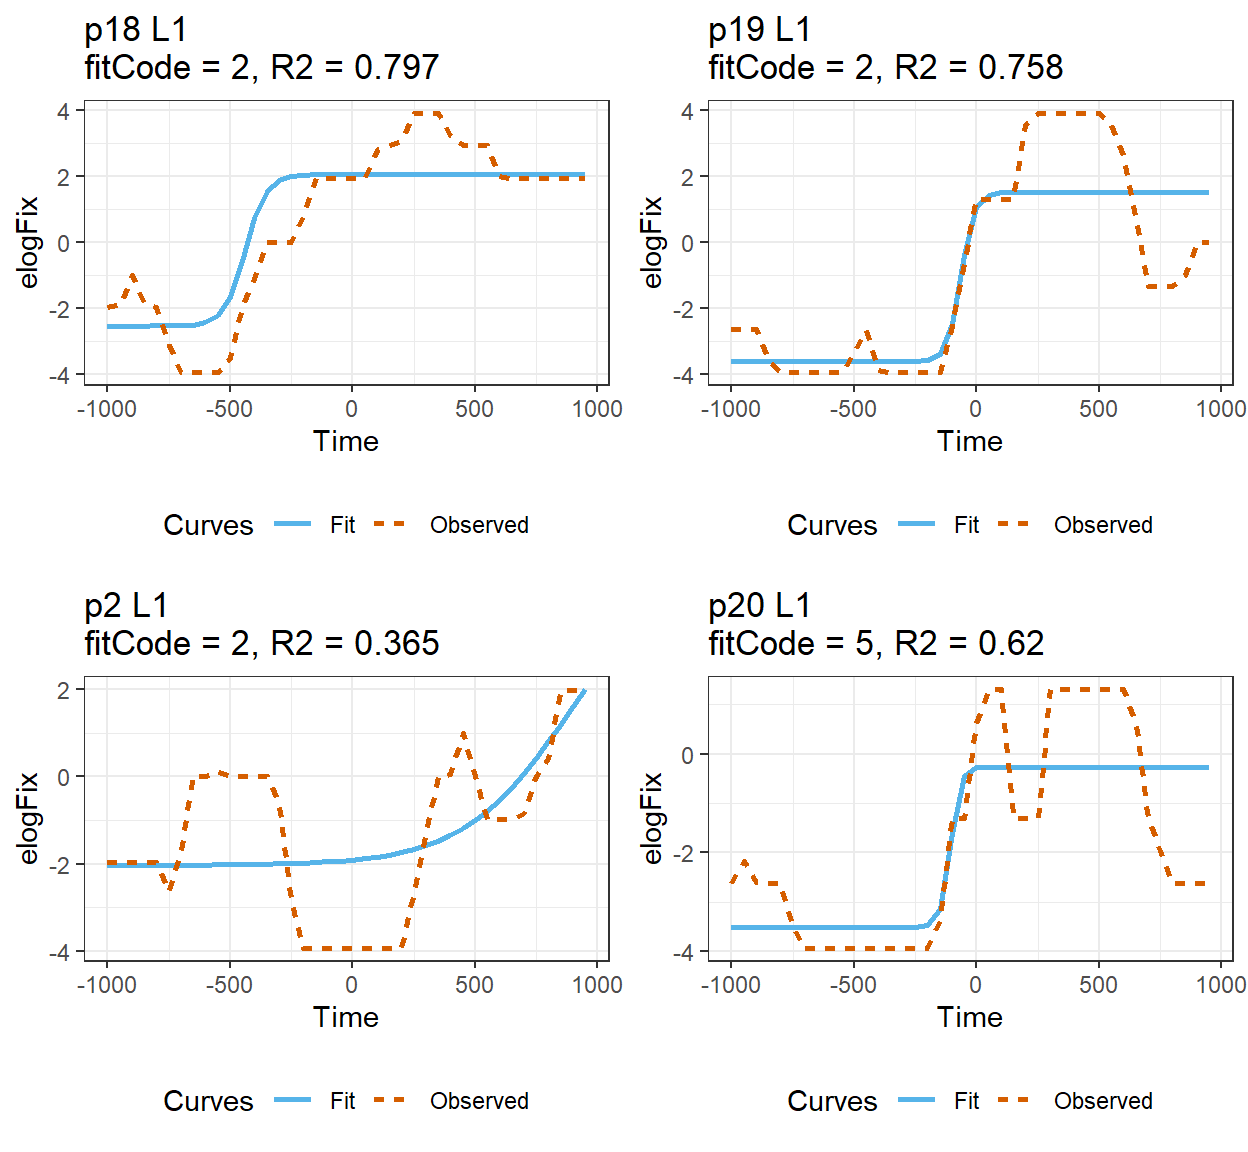 p18 L1
fitCode = 2, R2 = 0.797
4
2
0
-2
-4
elogFix
-1000 -500 0 500 1000
Time
Curves Fit Observed
p19 L1
fitCode = 2, R2 = 0.758
4
2
0
-2
-4
elogFix
-1000 -500 0 500 1000
Time
Curves Fit Observed
p2 L1
fitCode = 2, R2 = 0.365
2
0
-2
-4
elogFix
-1000 -500 0 500 1000
Time
Curves Fit Observed
p20 L1
fitCode = 5, R2 = 0.62
0
-2
-4
elogFix
-1000 -500 0 500 1000
Time
Curves Fit Observed